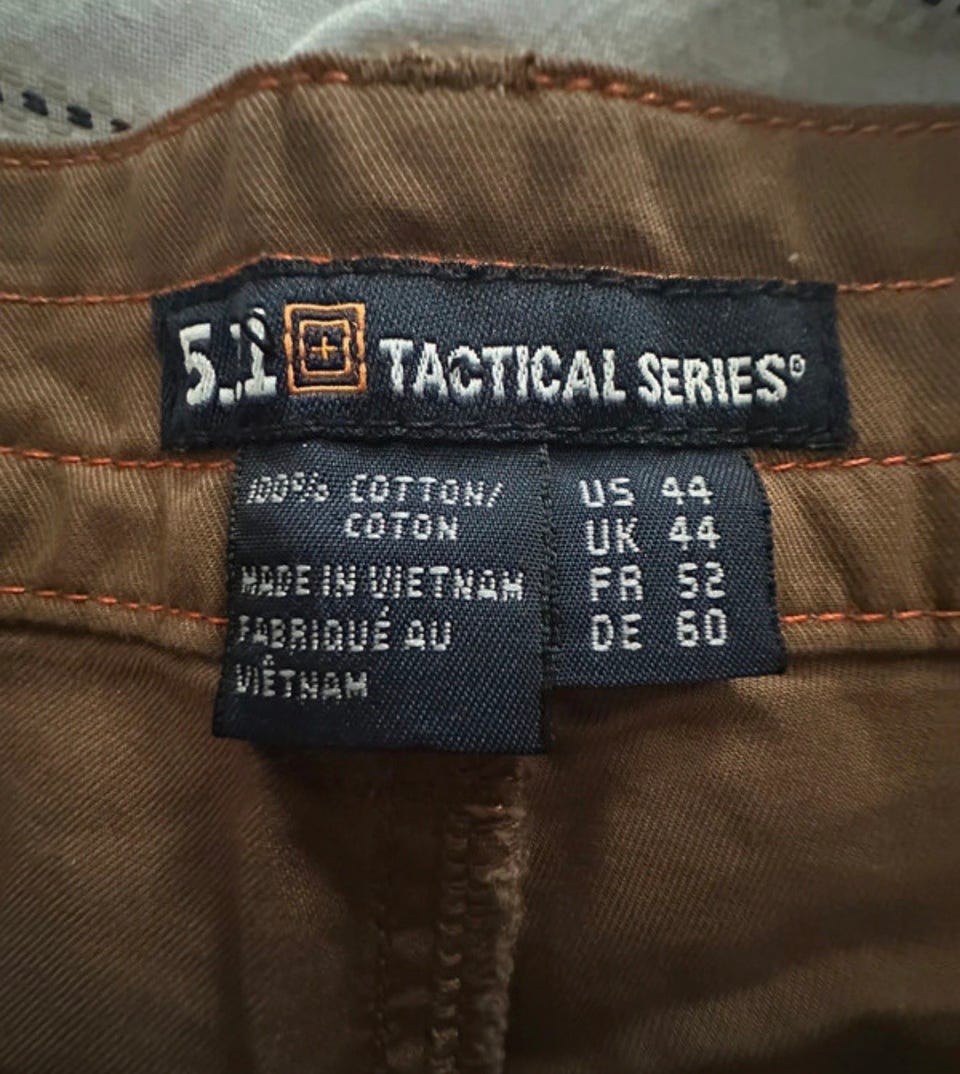 5.11 TACTICAL SERIES®
100% COTTON/
COTON
MADE IN VIETNAM
FABRIQUÉ AU
VIÊTNAM
US 44
UK 44
FR 52
DE 60